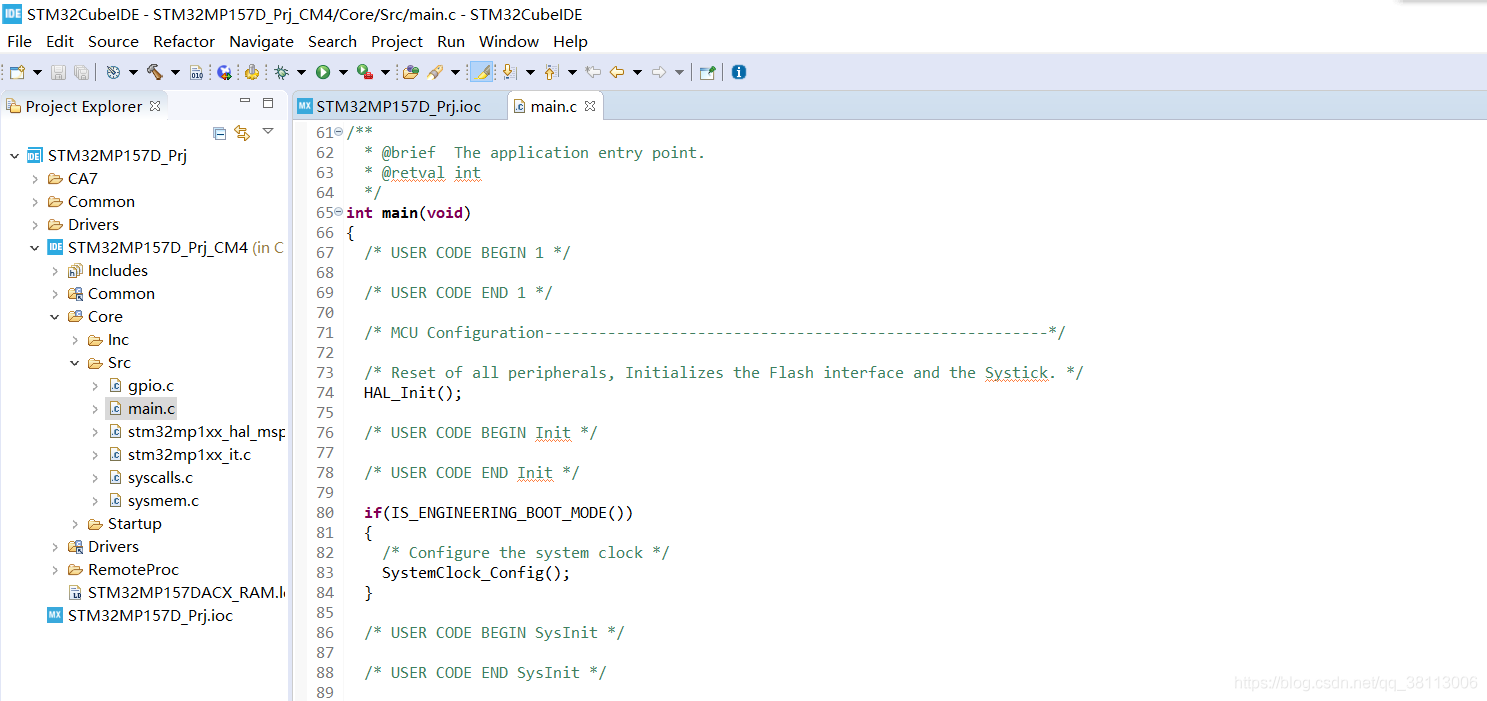 IDE STM32CubeIDE - STM32MP157D_Prj_CM4/Core/Src/main.c - STM32CubeIDE
File Edit Source Refactor Navigate Search Project Run Window Help
Project Explorer
STM32MP157D_Prj
CA7
Common
Drivers
STM32MP157D_Prj_CM4 (in C
Includes
Common
Core
Inc
Src
gpio.c
main.c
stm32mp1xx_hal_msp
stm32mp1xx_it.c
syscalls.c
sysmem.c
Startup
Drivers
RemoteProc
STM32MP157DACX_RAM.l
STM32MP157D_Prj.ioc
MX STM32MP157D_Prj.ioc main.c
61 /**
62 * @brief  The application entry point.
63 * @retval int
64 */
65 int main(void)
66 {
67 /* USER CODE BEGIN 1 */
68
69 /* USER CODE END 1 */
70
71 /* MCU Configuration--------------------------------------------------------*/
72
73 /* Reset of all peripherals, Initializes the Flash interface and the Systick. */
74 HAL_Init();
75
76 /* USER CODE BEGIN Init */
77
78 /* USER CODE END Init */
79
80 if(IS_ENGINEERING_BOOT_MODE())
81 {
82 /* Configure the system clock */
83 SystemClock_Config();
84 }
85
86 /* USER CODE BEGIN SysInit */
87
88 /* USER CODE END SysInit */
89
https://blog.csdn.net/qq_38113006